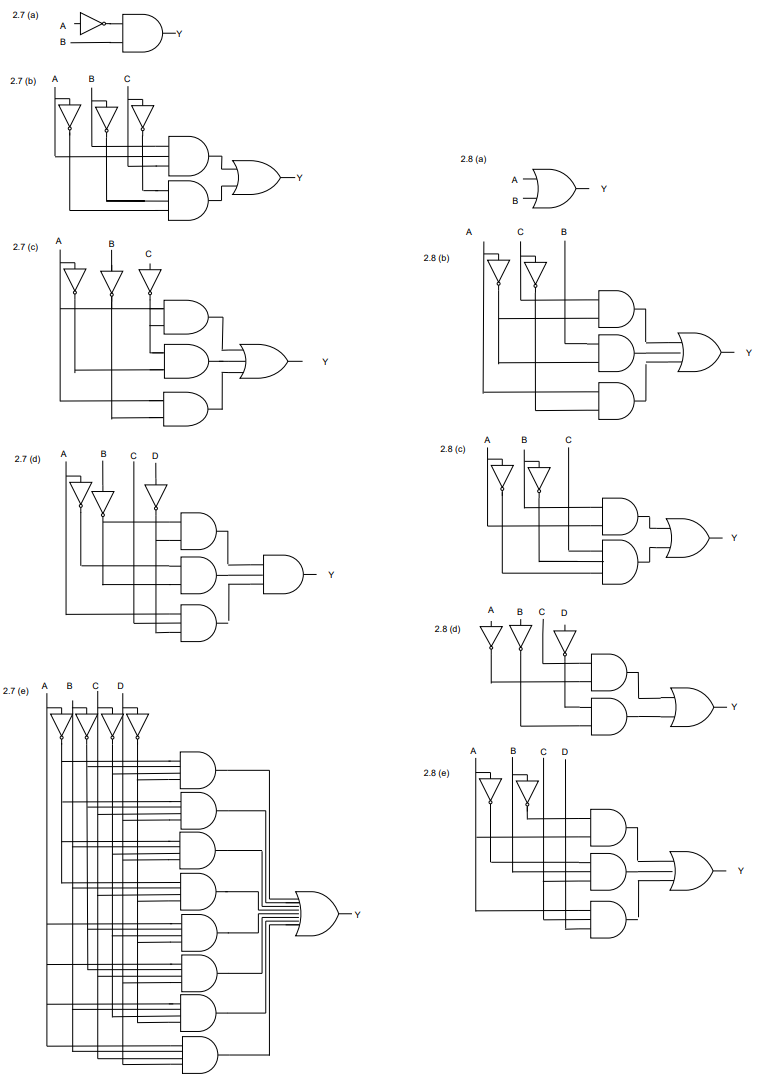 2.7 (a)
A
B
Y
2.7 (b)
A B C
Y
2.7 (c)
A B C
Y
2.7 (d)
A B C D
Y
2.7 (e)
A B C D
Y
2.8 (a)
A
B
Y
2.8 (b)
A C B
Y
2.8 (c)
A B C
Y
2.8 (d)
A B C D
Y
2.8 (e)
A B C D
Y